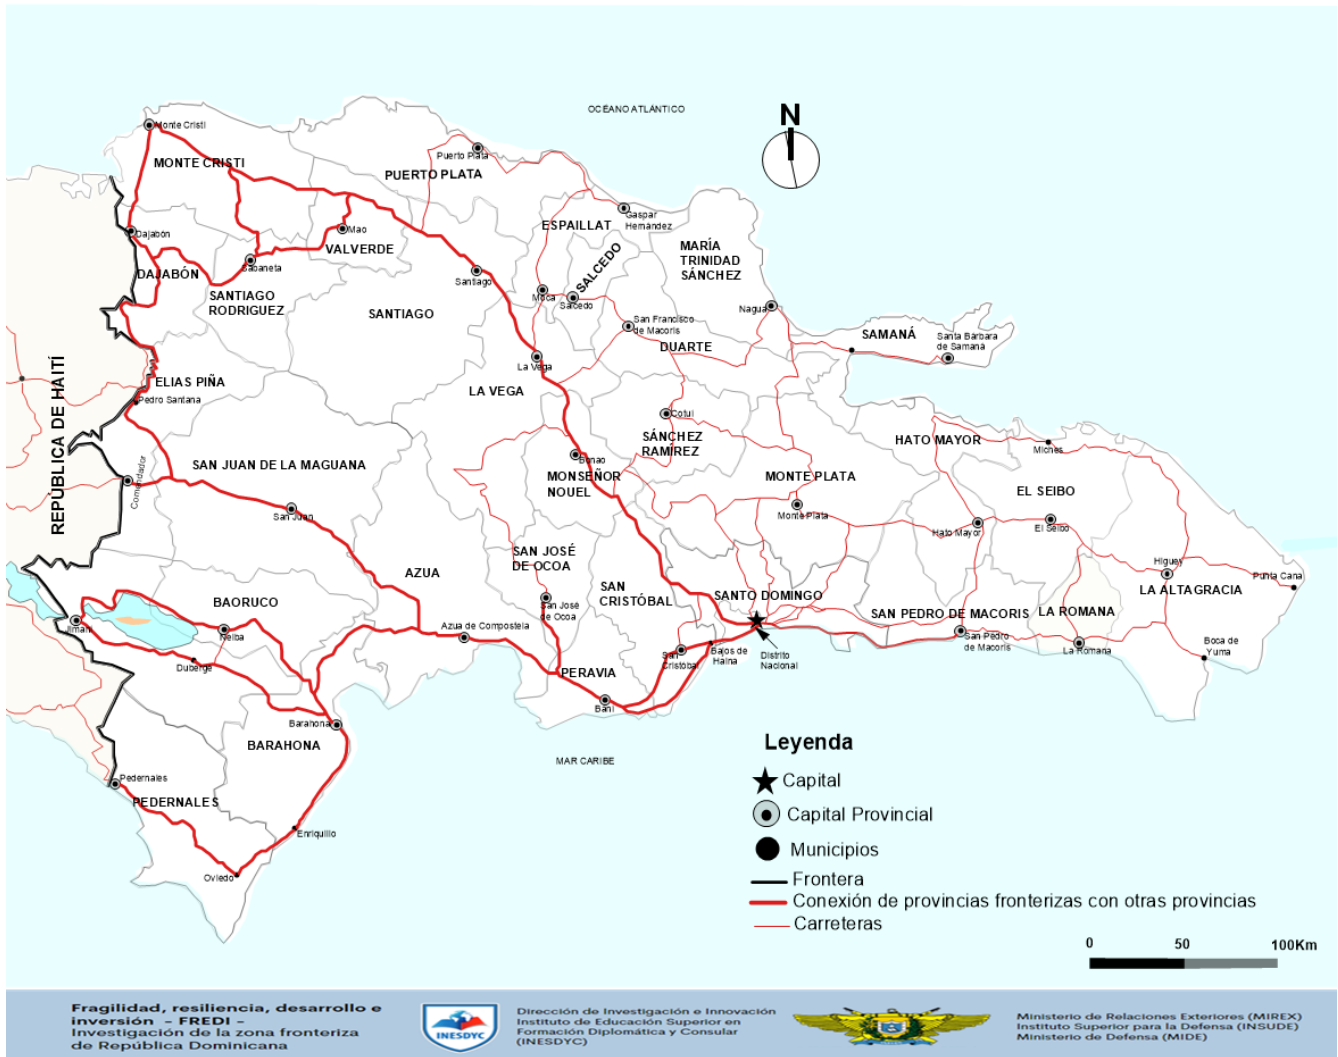 OCEANO ATLANTICO
N
Monte Cristi
MONTE CRISTI
Puerto Plata
PUERTO PLATA
Gaspar
Hernandez
ESPAILLAT
MARÍA
TRINIDAD
SÁNCHEZ
Dajabón
Mao
VALVERDE
DAJABÓN
Sabaneta
SANTIAGO
RODRIGUEZ
SANTIAGO
Santiago
SALCEDO
Moca
Salcedo
San Francisco
de Macoris
DUARTE
Nagua
SAMANÁ
Santa Bárbara
de Samana
REPÚBLICA DE HAITÍ
ELIAS PIÑA
Pedro Santana
La Vega
LA VEGA
Cotui
SÁNCHEZ
RAMÍREZ
HATO MAYOR
Miches
SAN JUAN DE LA MAGUANA
Comendador
Bonao
MONSEÑOR
NOUEL
MONTE PLATA
Monte Plata
EL SEIBO
San Juan
Hato Mayor
El Seibo
SAN JOSÉ
DE OCOA
AZUA
SAN
CRISTÓBAL
Higuey
Punta Cana
LA ALTAGRACIA
BAORUCO
San José
de Ocoa
SANTO DOMINGO
SAN PEDRO DE MACORIS
LA ROMANA
Jimaní
Neiba
Azua de Compostela
San Pedro
de Macoris
La Romana
Boca de
Yuma
Duberge
PERAVIA
San
Cristóbal
Bajos de
Haina
Distrito
Nacional
Bani
Barahona
BARAHONA
MAR CARIBE
Pedernales
PEDERNALES
Enriquillo
Oviedo
Leyenda
Capital
Capital Provincial
Municipios
Frontera
Conexión de provincias fronterizas con otras provincias
Carreteras
0 50 100Km
Fragilidad, resiliencia, desarrollo e
inversión - FREDI -
Investigación de la zona fronteriza
de República Dominicana
INESDYC
Dirección de Investigación e Innovación
Instituto de Educación Superior en
Formación Diplomática y Consular
(INESDYC)
Ministerio de Relaciones Exteriores (MIREX)
Instituto Superior para la Defensa (INSUDE)
Ministerio de Defensa (MIDE)